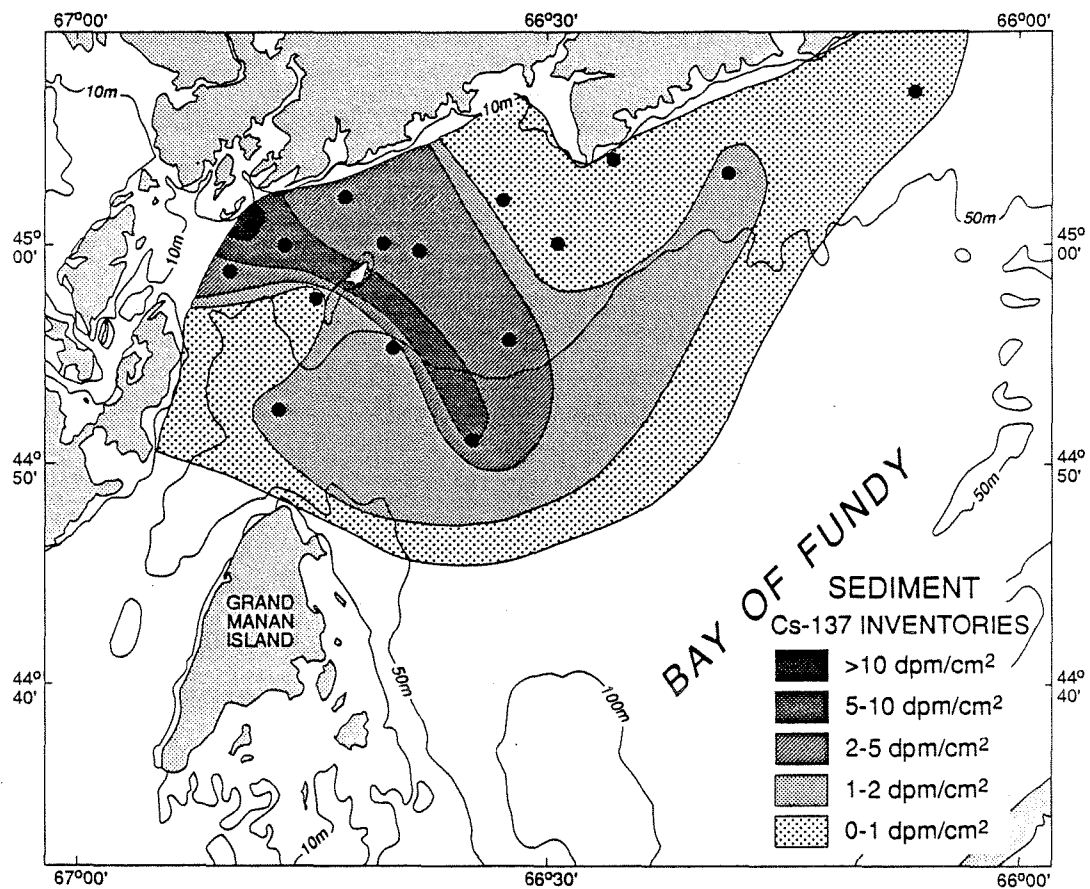 67°00'
66°30'
66°00'
10m
10m
10m
50m
45°
00'
45°
00'
44°
50'
44°
50'
50m
BAY OF FUNDY
GRAND
MANAN
ISLAND
SEDIMENT
Cs-137 INVENTORIES
>10 dpm/cm²
5-10 dpm/cm²
2-5 dpm/cm²
1-2 dpm/cm²
0-1 dpm/cm²
44°
40'
44°
40'
50m
100m
10m
67°00'
66°30'
66°00'